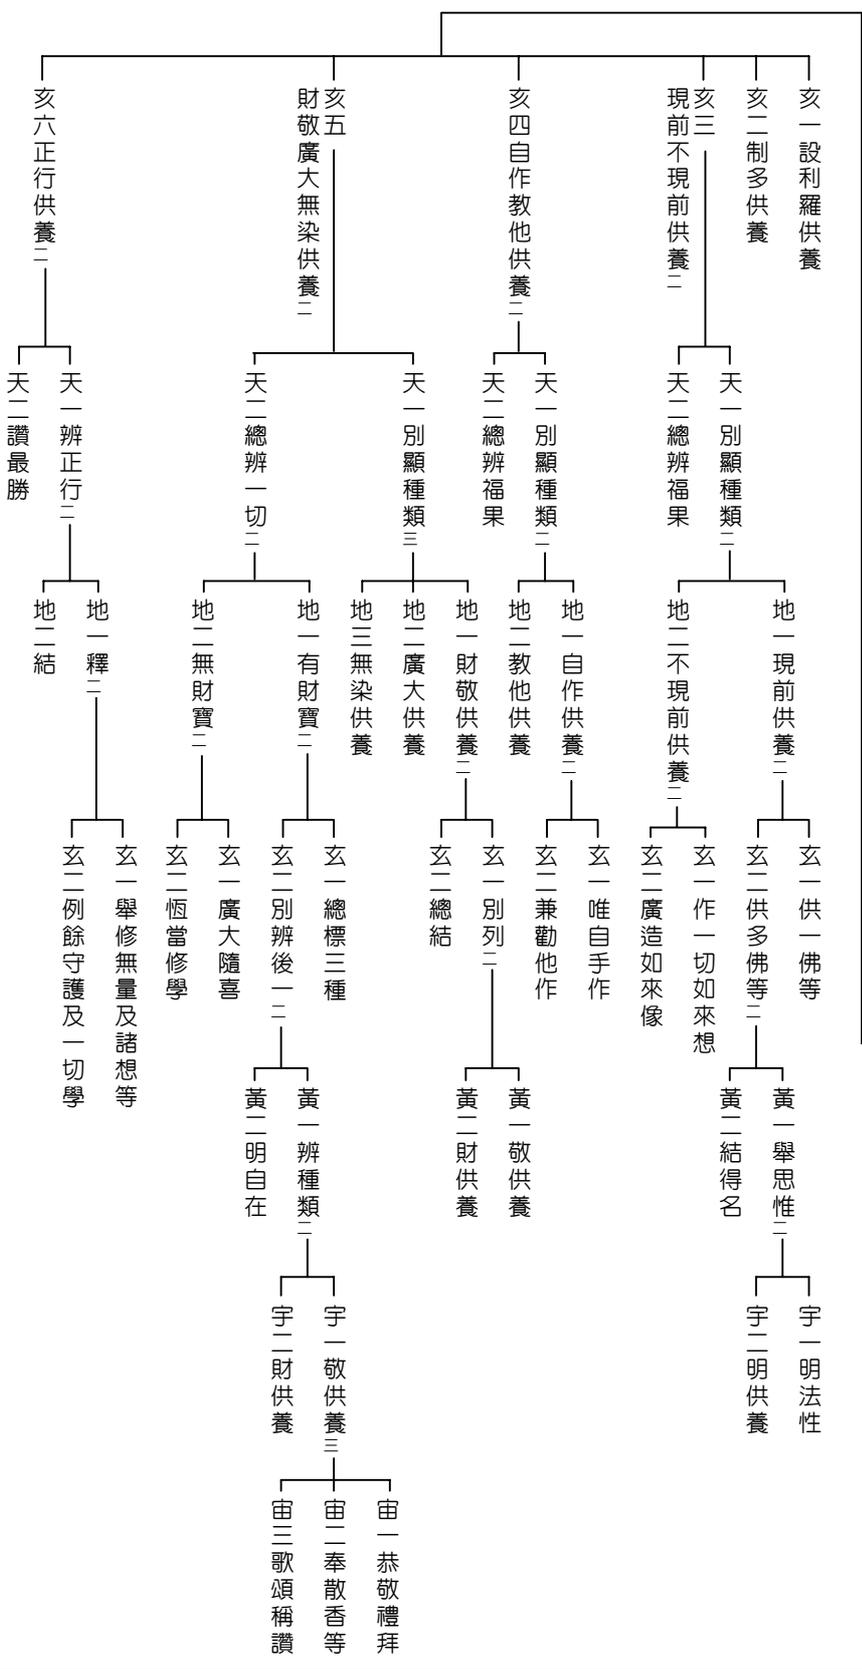 亥一設利羅供養
亥二制多供養
亥三
現前不現前供養二
天一別顯種類二
地一現前供養二
玄一供一佛等
玄二供多佛等二
黃一舉思惟二
宇一明法性
宇二明供養
黃二結得名
地二不現前供養二
玄一作一切如來想
玄二廣造如來像
天二總辨福果
亥四自作教他供養二
天一別顯種類二
地一自作供養二
玄一唯自手作
玄二兼勸他作
地二教他供養
天二總辨福果
亥五
財敬廣大無染供養二
天一別顯種類三
地一財敬供養二
玄一別列二
黃一敬供養
黃二財供養
玄二總結
地二廣大供養
地三無染供養
天二總辨一切二
地一有財寶二
玄一總標三種
玄二別辨後一二
黃一辨種類二
宇一敬供養三
宙一恭敬禮拜
宙二奉散香等
宙三歌頌稱讚
宇二財供養
黃二明自在
地二無財寶二
玄一廣大隨喜
玄二恆當修學
亥六正行供養二
天一辨正行二
地一釋二
玄一舉修無量及諸想等
玄二例餘守護及一切學
地二結
天二讚最勝